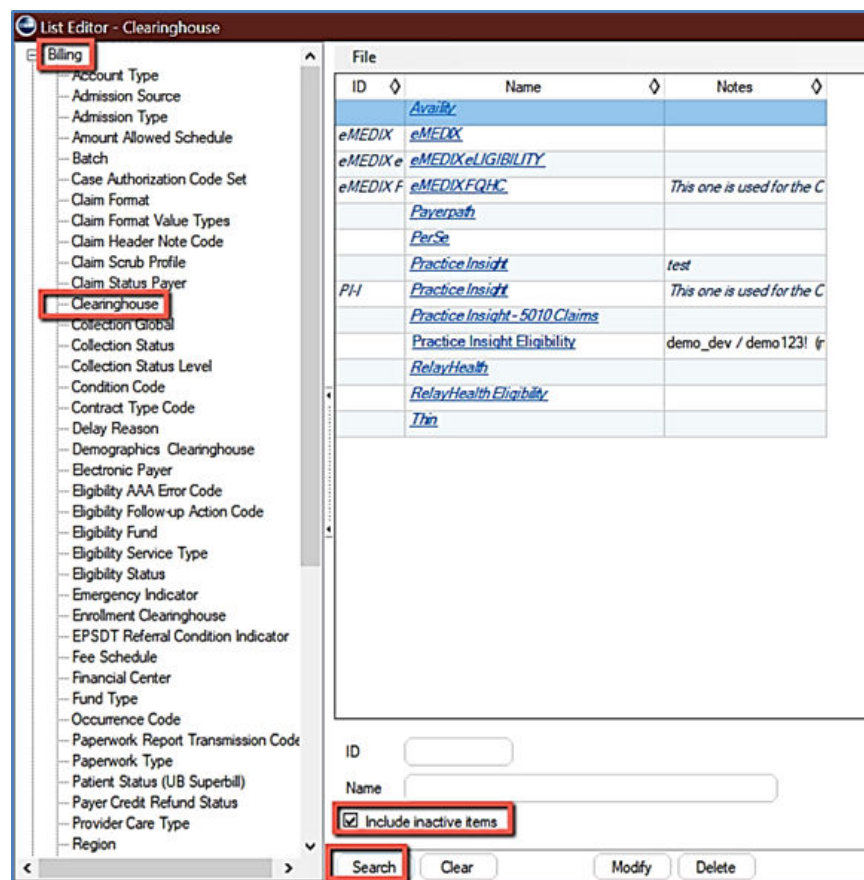 List Editor - Clearinghouse
Billing
Account Type
Admission Source
Admission Type
Amount Allowed Schedule
Batch
Case Authorization Code Set
Claim Format
Claim Format Value Types
Claim Header Note Code
Claim Scrub Profile
Claim Status Payer
Clearinghouse
Collection Global
Collection Status
Collection Status Level
Condition Code
Contract Type Code
Delay Reason
Demographics Clearinghouse
Electronic Payer
Eligibility AAA Error Code
Eligibility Follow-up Action Code
Eligibility Fund
Eligibility Service Type
Eligibility Status
Emergency Indicator
Enrollment Clearinghouse
EPSDT Referral Condition Indicator
Fee Schedule
Financial Center
Fund Type
Occurrence Code
Paperwork Report Transmission Code
Paperwork Type
Patient Status (UB Superbill)
Payer Credit Refund Status
Provider Care Type
Region
File
ID Name Notes
Availity
eMEDIX eMEDIX
eMEDIX e eMEDIX eLIGIBILITY
eMEDIX F eMEDIX FQHC This one is used for the C
Payerpath
PerSe
Practice Insight test
PI-I Practice Insight This one is used for the C
Practice Insight - 5010 Claims
Practice Insight Eligibility demo_dev / demo123! (r
RelayHealth
RelayHealth Eligibility
Thin
ID
Name
Include inactive items
Search Clear Modify Delete